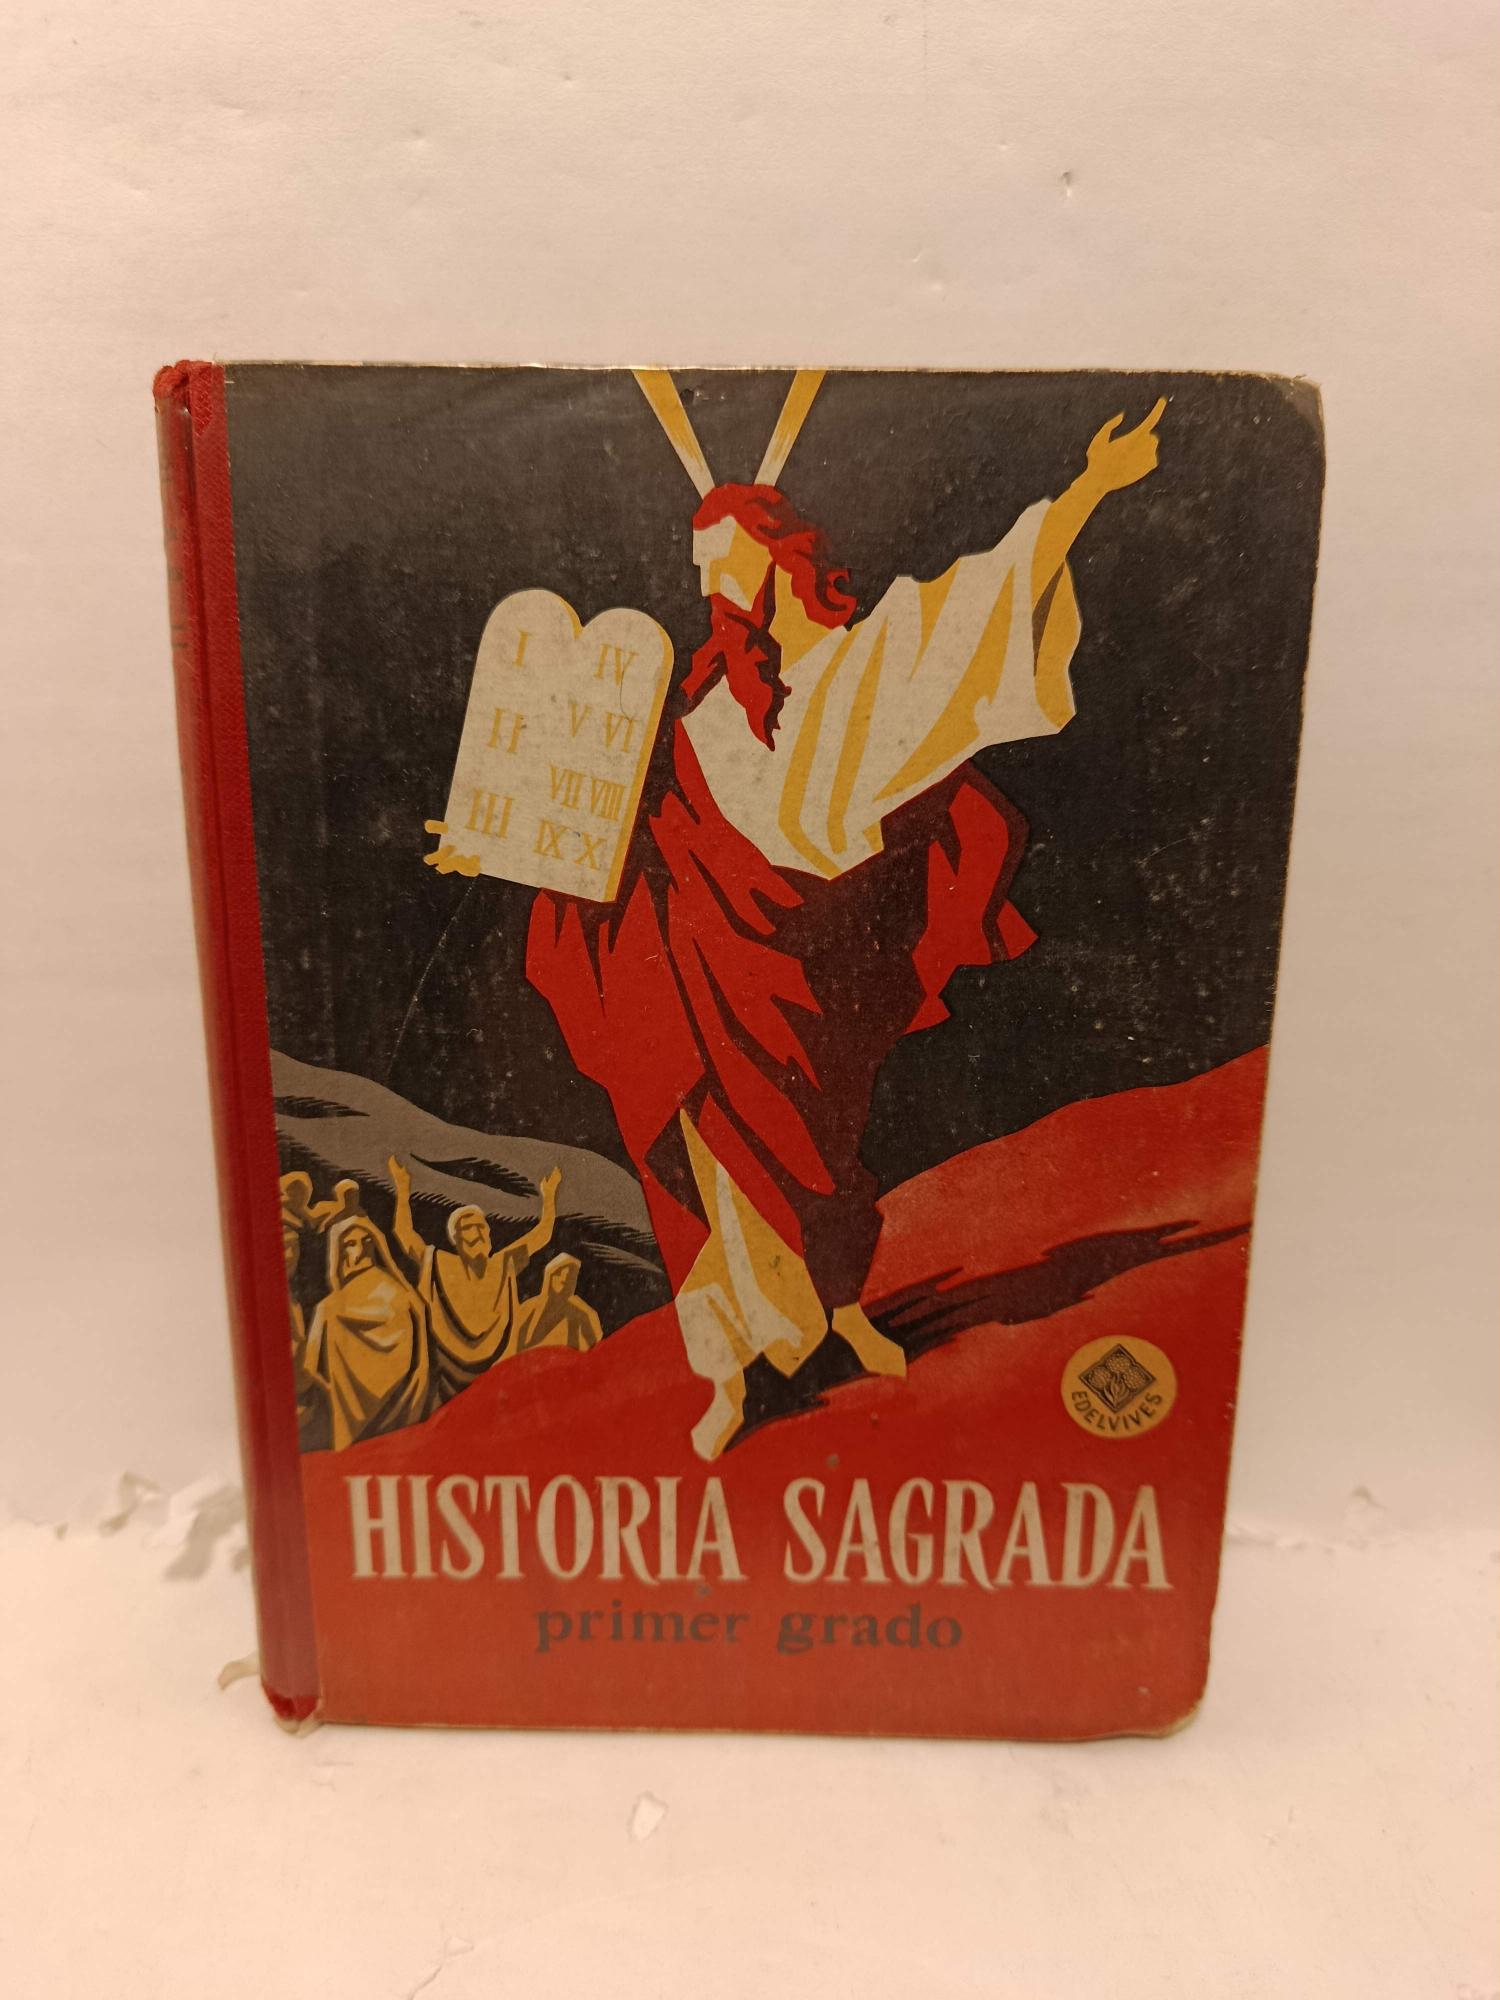 I IV
II V VI
III VII VIII
IX X
EDELVIVES
HISTORIA SAGRADA
primer grado